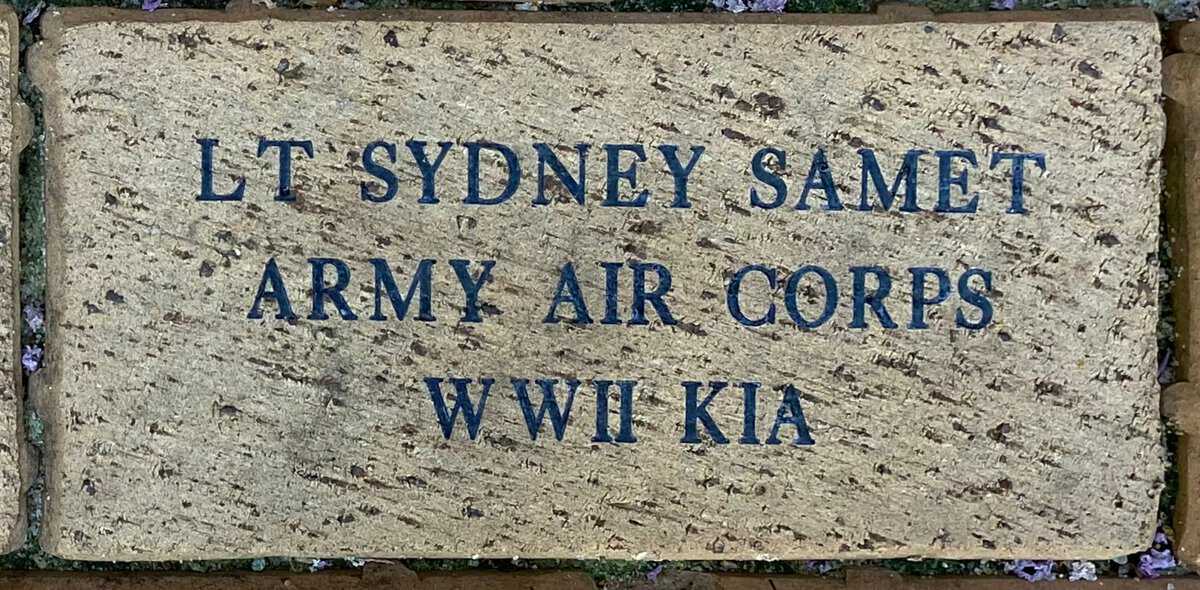 LT SYDNEY SAMET
ARMY AIR CORPS
WWII KIA